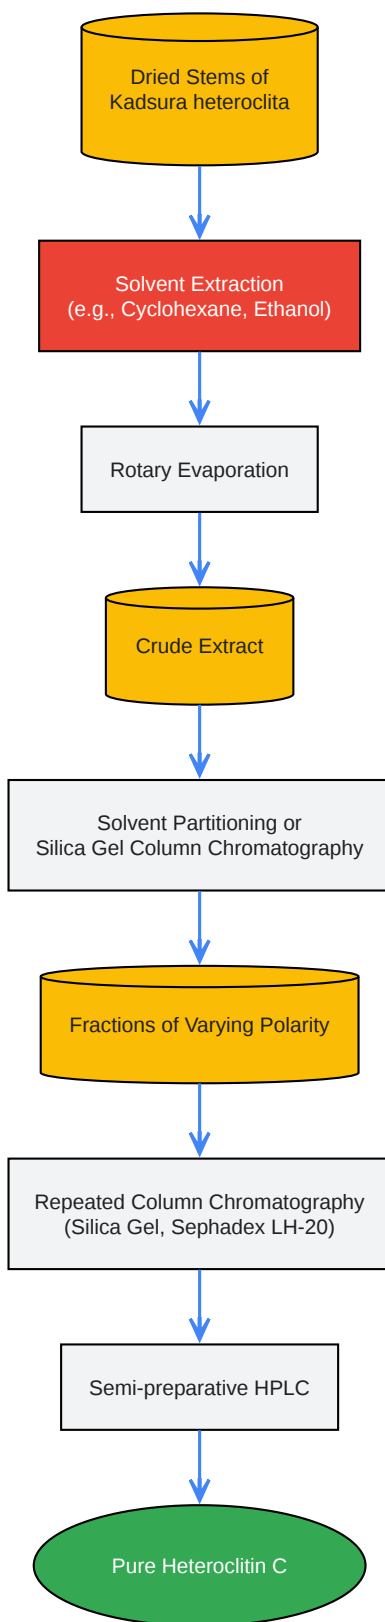 Dried Stems of
Kadsura heteroclita
Solvent Extraction
(e.g., Cyclohexane, Ethanol)
Rotary Evaporation
Crude Extract
Solvent Partitioning or
Silica Gel Column Chromatography
Fractions of Varying Polarity
Repeated Column Chromatography
(Silica Gel, Sephadex LH-20)
Semi-preparative HPLC
Pure Heteroclitin C